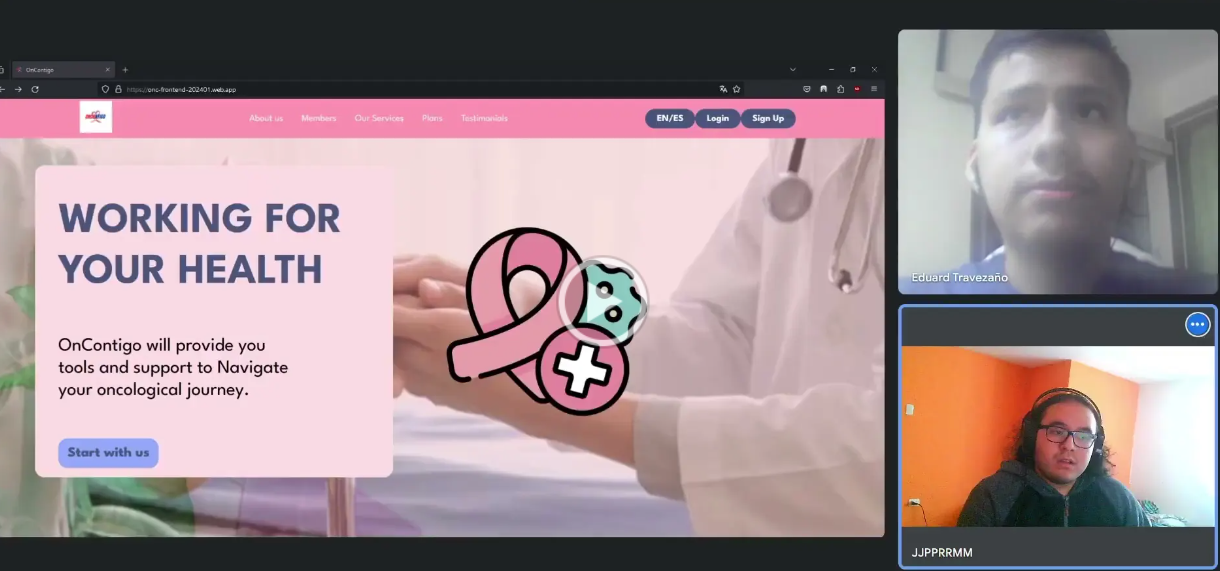 OnContigo
https://onc-frontend-202401.web.app
About us
Members
Our Services
Plans
Testimonials
EN/ES
Login
Sign Up
WORKING FOR
YOUR HEALTH
OnContigo will provide you
tools and support to Navigate
your oncological journey.
Start with us
Eduard Travezaño
JJPPRRMM